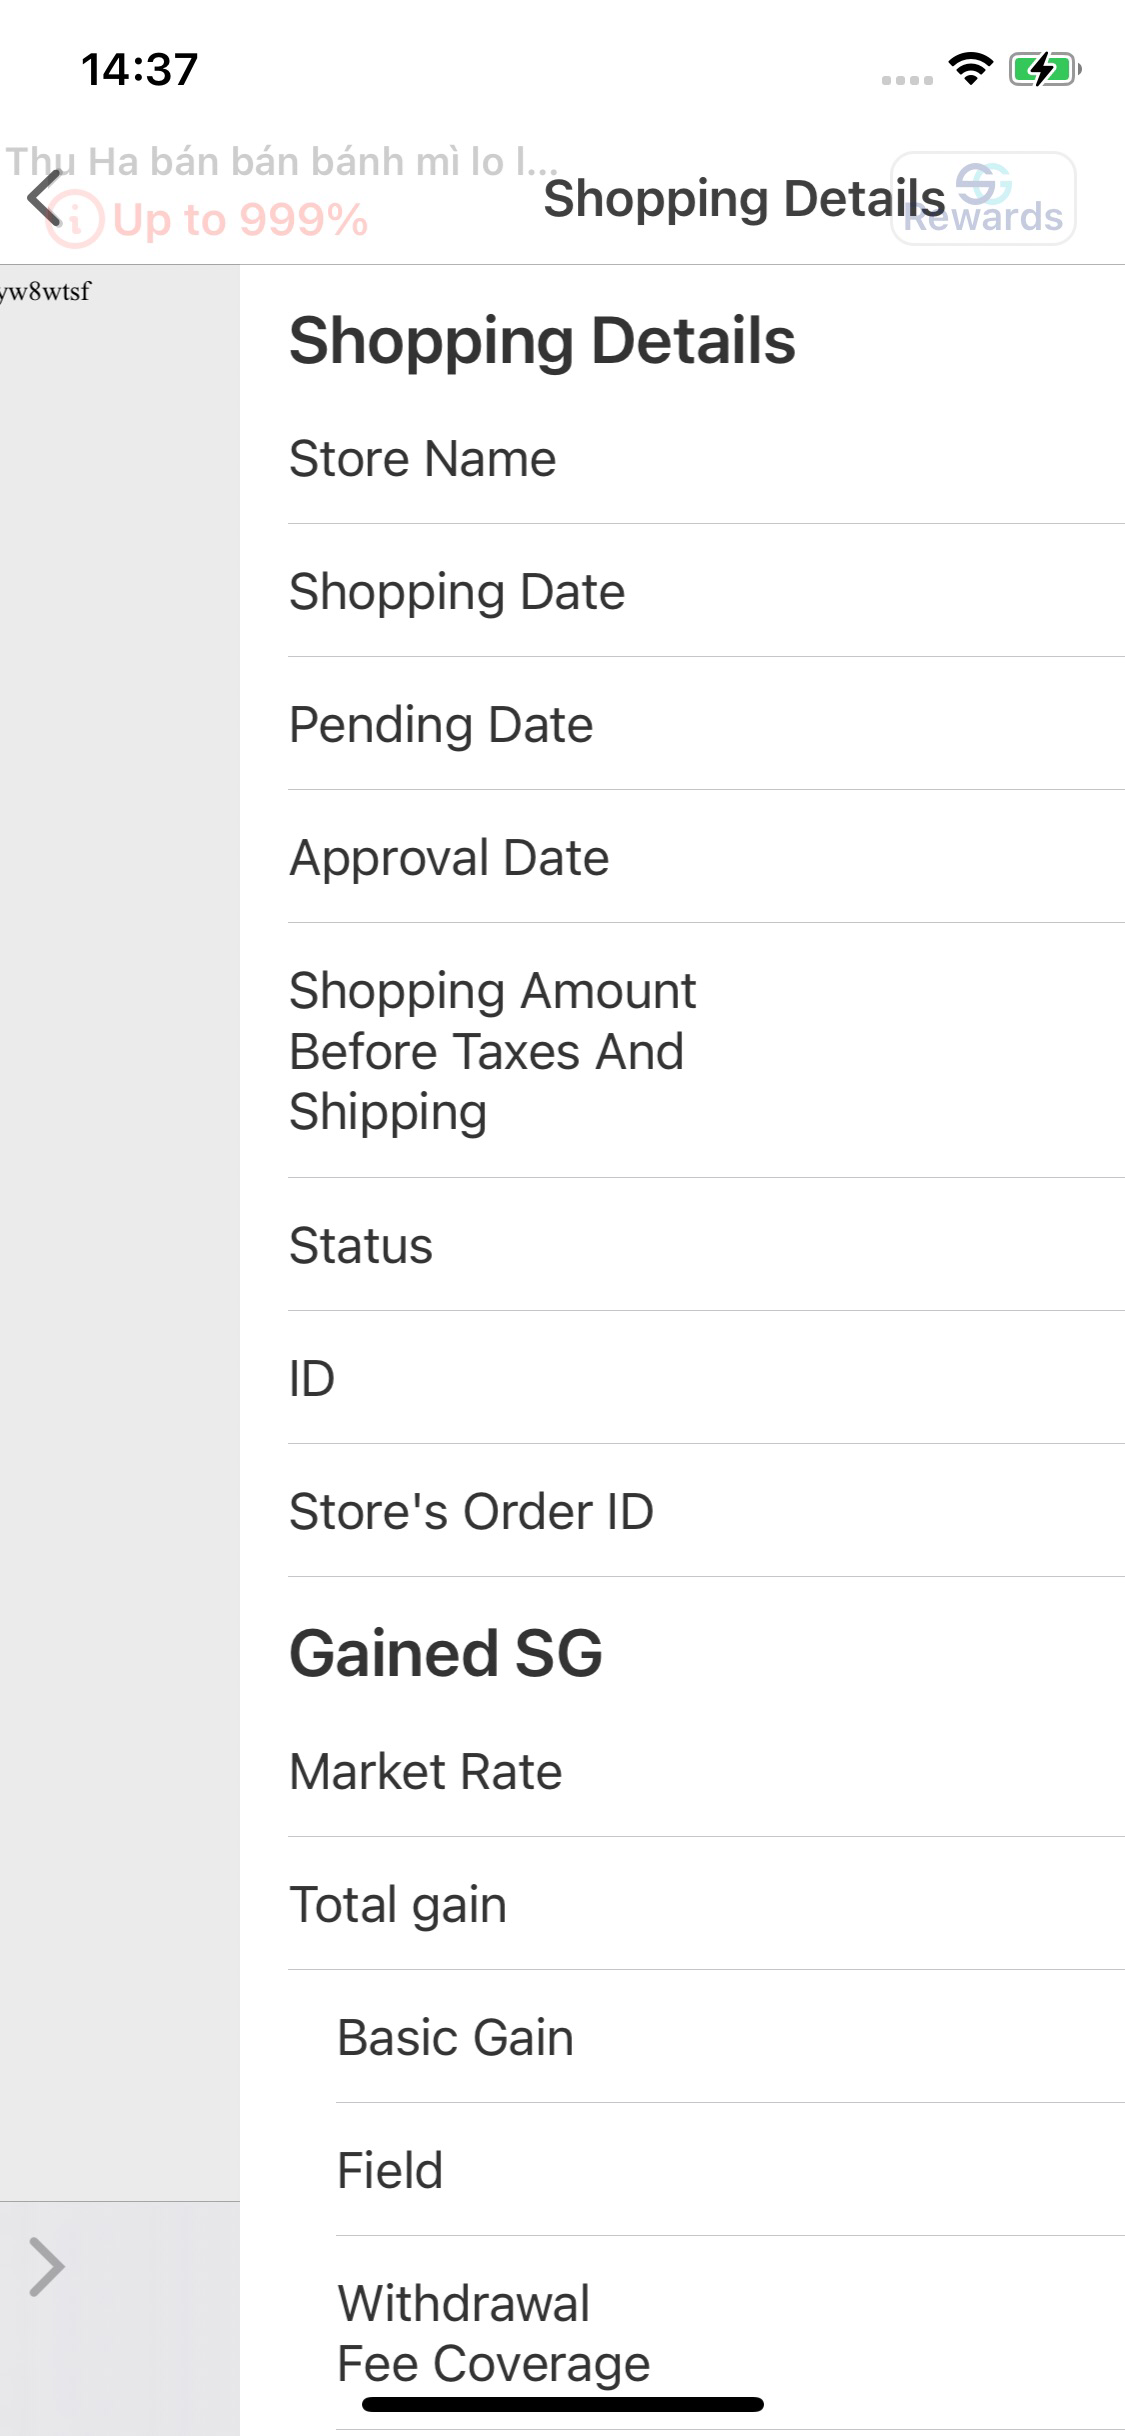 14:37
Thu Ha bán bán bánh mì lo l...
Up to 999%
Shopping Details
SG
Rewards
yw8wtsf
Shopping Details
Store Name
Shopping Date
Pending Date
Approval Date
Shopping Amount
Before Taxes And
Shipping
Status
ID
Store's Order ID
Gained SG
Market Rate
Total gain
Basic Gain
Field
Withdrawal
Fee Coverage